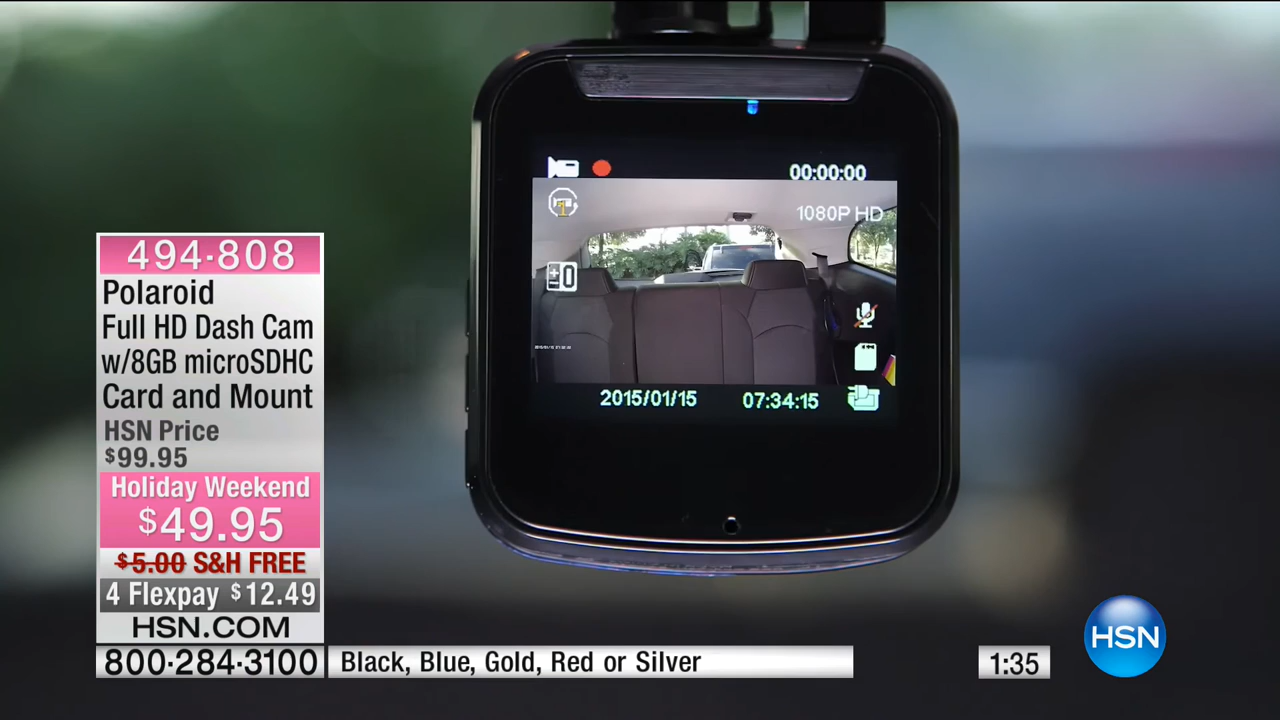 494·808
Polaroid
Full HD Dash Cam
w/8GB microSDHC
Card and Mount
HSN Price
$99.95
Holiday Weekend
$49.95
$5.00 S&H FREE
4 Flexpay $12.49
HSN.COM
800·284·3100
Black, Blue, Gold, Red or Silver
1:35
HSN
00:00:00
1080P HD
1
±0
2015/01/15
07:34:15